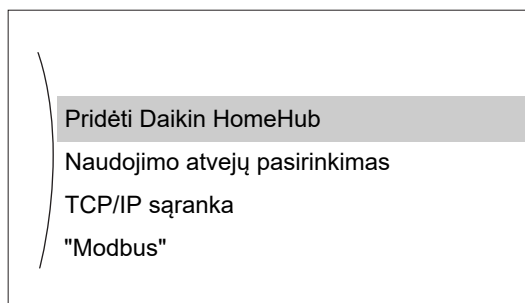 Pridėti Daikin HomeHub
Naudojimo atvejų pasirinkimas
TCP/IP sąranka
"Modbus"